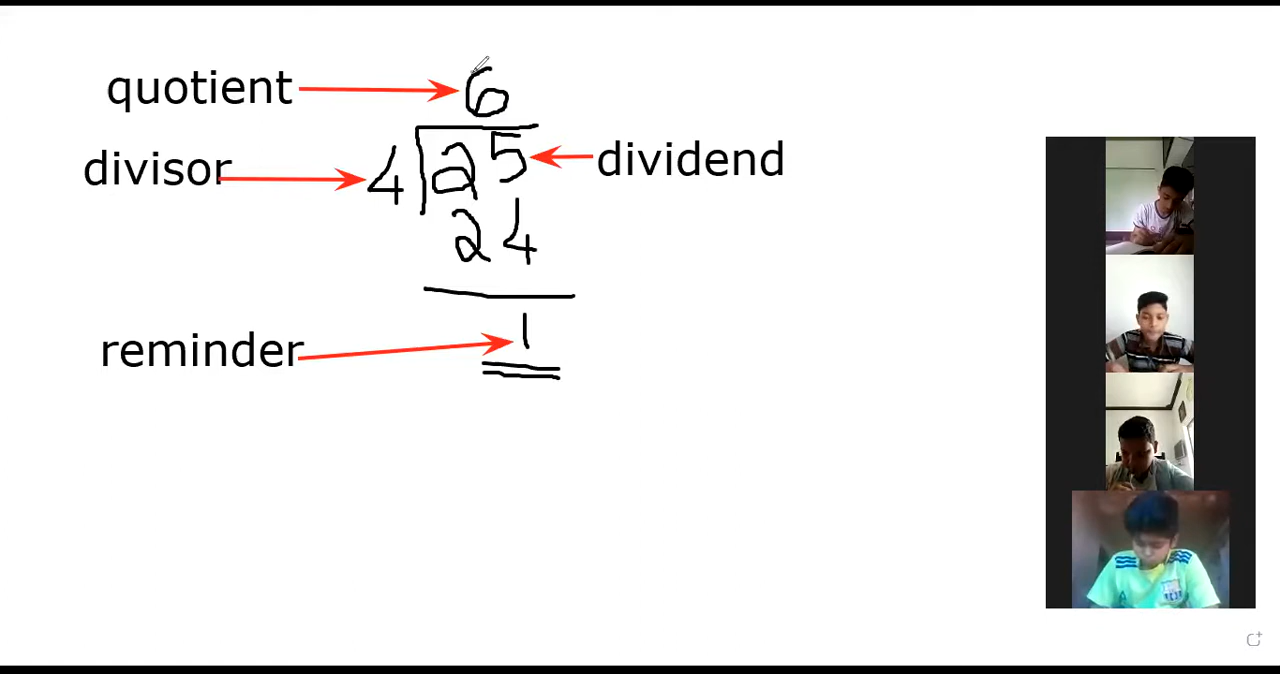 quotient 6
divisor 4 25 dividend
24
reminder 1